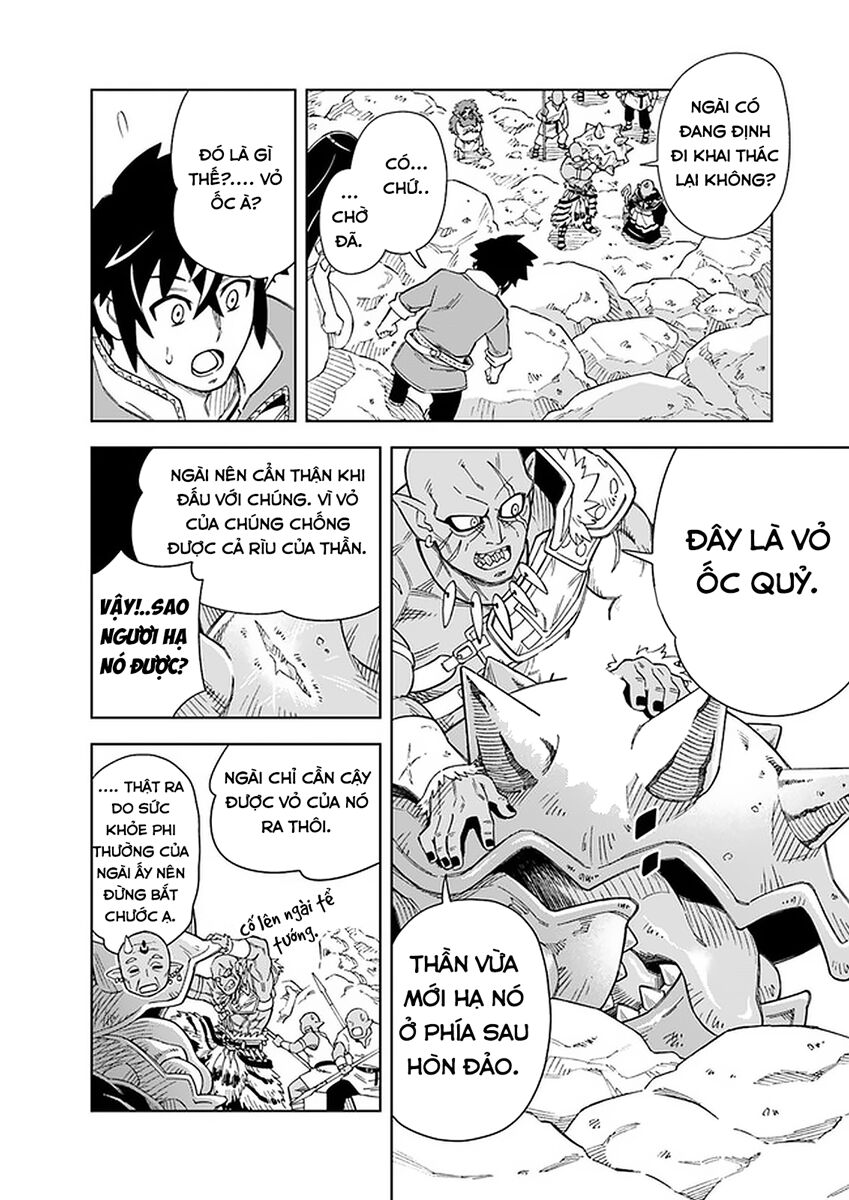 NGÀI CÓ
ĐANG ĐỊNH
ĐI KHAI THÁC
LẠI KHÔNG?
CÓ...
CHỨ..
...
CHỜ
ĐÃ.
ĐÓ LÀ GÌ
THẾ?.... VỎ
ỐC À?
ĐÂY LÀ VỎ
ỐC QUỶ.
THẦN VỪA
MỚI HẠ NÓ
Ở PHÍA SAU
HÒN ĐẢO.
NGÀI NÊN CẨN THẬN KHI
ĐẤU VỚI CHÚNG. VÌ VỎ
CỦA CHÚNG CHỐNG
ĐƯỢC CẢ RÌU CỦA THẦN.
VẬY!..SAO
NGƯƠI HẠ
NÓ ĐƯỢC?
NGÀI CHỈ CẦN CẬY
ĐƯỢC VỎ CỦA NÓ
RA THÔI.
.... THẬT RA
DO SỨC
KHỎE PHI
THƯỜNG CỦA
NGÀI ẤY NÊN
ĐỪNG BẮT
CHƯỚC Ạ.
Cố lên ngài tể
tướng.